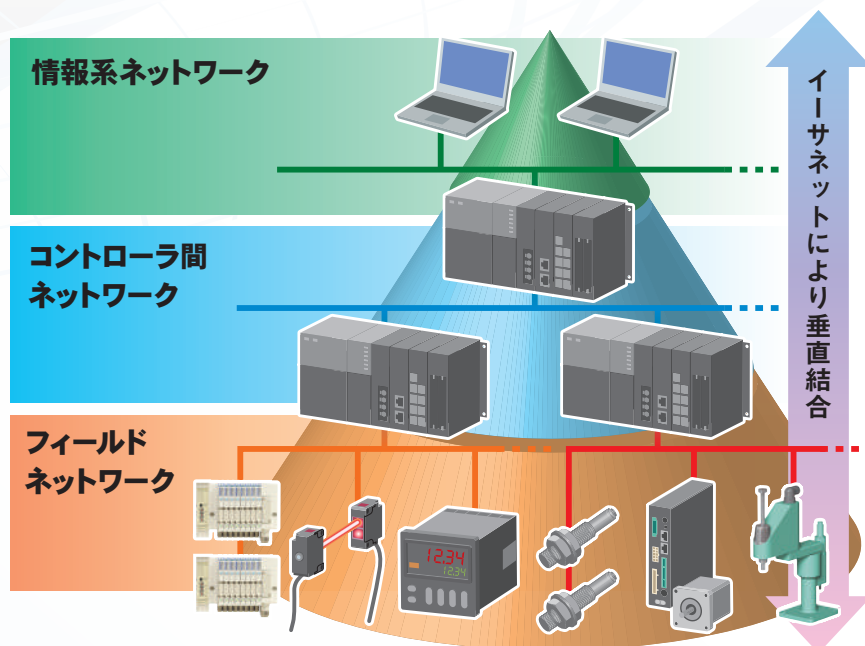 情報系ネットワーク
コントローラ間
ネットワーク
フィールド
ネットワーク
イーサネットにより垂直結合
12.34
12.34